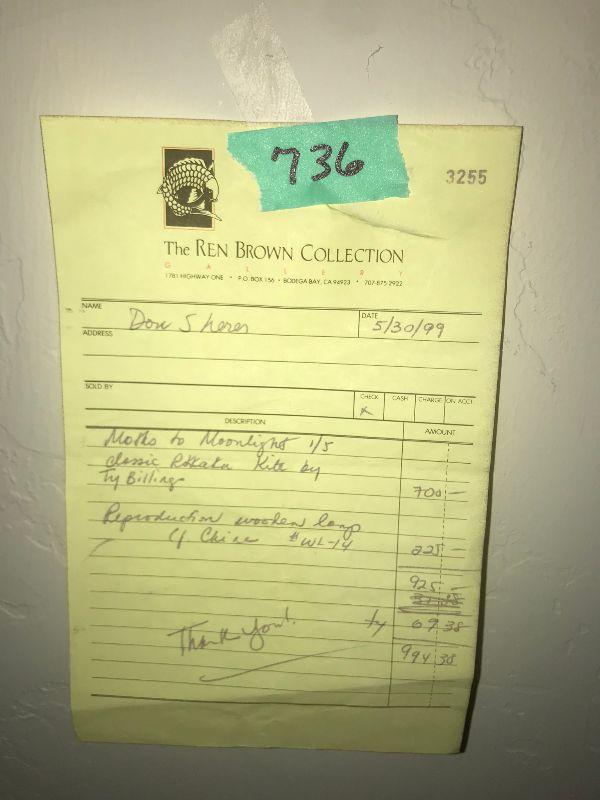 736
3255
The REN BROWN COLLECTION
GALLERY
1781 HIGHWAY ONE • P.O. BOX 156 • BODEGA BAY, CA 94923 • 707-875-2922
NAME Don Sherer DATE 5/30/99
ADDRESS
SOLD BY CHECK CASH CHARGE ON ACCT
x
DESCRIPTION AMOUNT
Moths to Moonlight 1/5
classic Rokkaku Kite by
Ty Billings 700 —
Reproduction wooden lamp
of China #WL-14 225 —
925 —
69 38
Thank you!
994 38